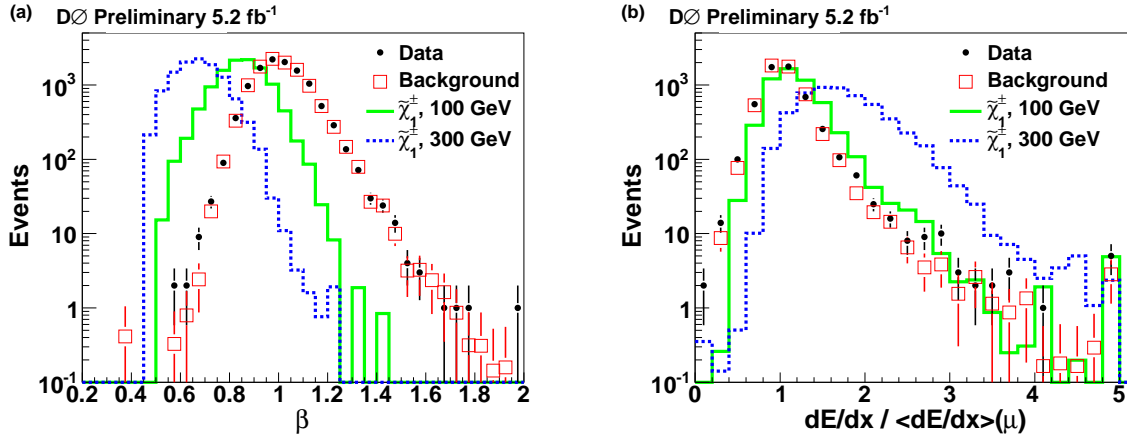 (a)
DØ Preliminary 5.2 fb⁻¹
Events
10³
10²
10
1
10⁻¹
0.2 0.4 0.6 0.8 1 1.2 1.4 1.6 1.8 2
β
Data
Background
χ̃₁±, 100 GeV
χ̃₁±, 300 GeV
(b)
DØ Preliminary 5.2 fb⁻¹
Events
10³
10²
10
1
10⁻¹
0 1 2 3 4 5
dE/dx / <dE/dx>(μ)
Data
Background
χ̃₁±, 100 GeV
χ̃₁±, 300 GeV